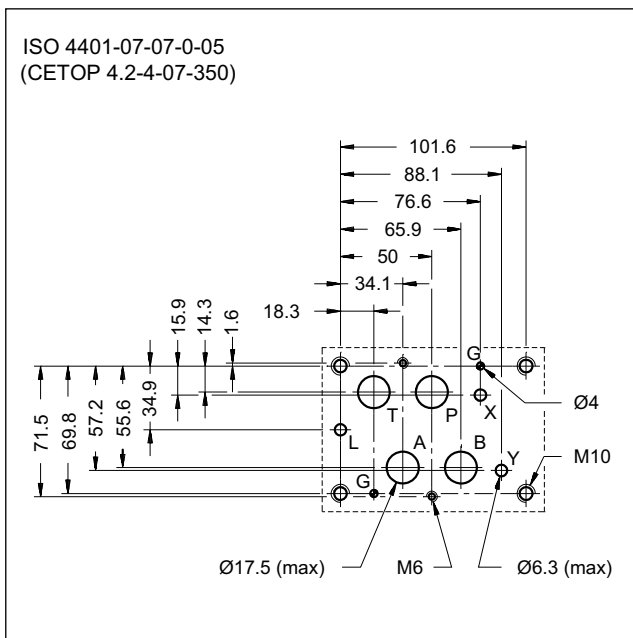 ISO 4401-07-07-0-05
(CETOP 4.2-4-07-350)
101.6
88.1
76.6
65.9
50
34.1
18.3
15.9
14.3
1.6
G
T
P
X
Ø4
71.5
69.8
57.2
55.6
34.9
L
A
B
Y
M10
G
Ø17.5 (max)
M6
Ø6.3 (max)